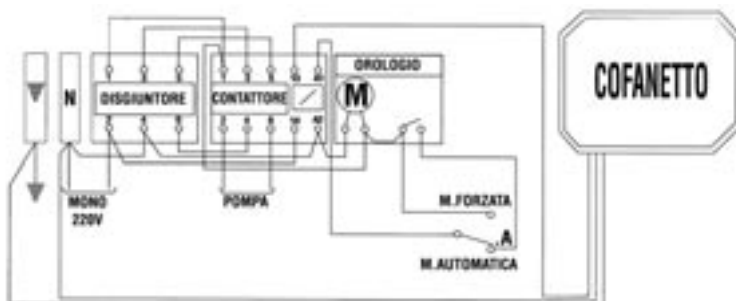 OROLOGIO
N
DISGIUNTORE
CONTATTORE
M
COFANETTO
MONO
220V
POMPA
M.FORZATA
A
M.AUTOMATICA